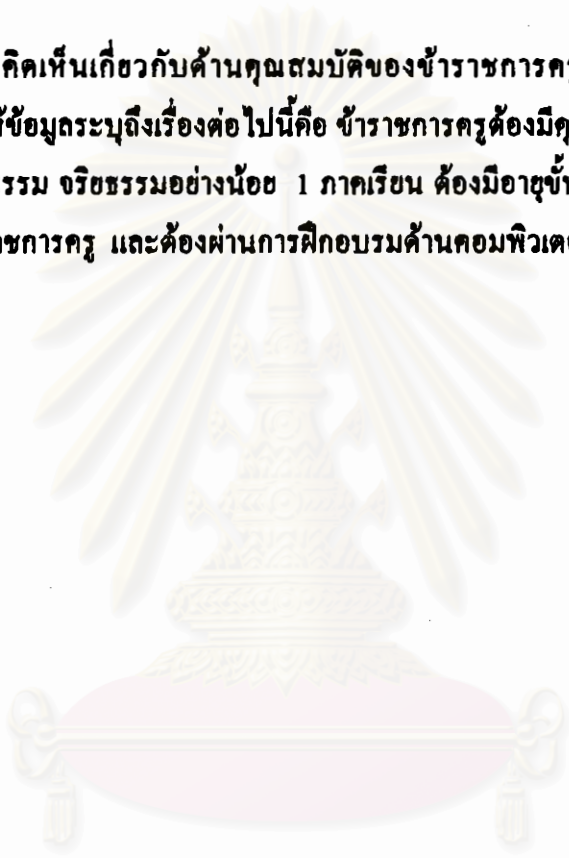 คิดเห็นเกี่ยวกับด้านคุณสมบัติของข้าราชการครู
ให้ข้อมูลระบุถึงเรื่องต่อไปนี้คือ ข้าราชการครูต้องมีคุ
รรม จริยธรรมอย่างน้อย 1 ภาคเรียน ต้องมีอายุขั้น
าชการครู และต้องผ่านการฝึกอบรมด้านคอมพิวเตอ